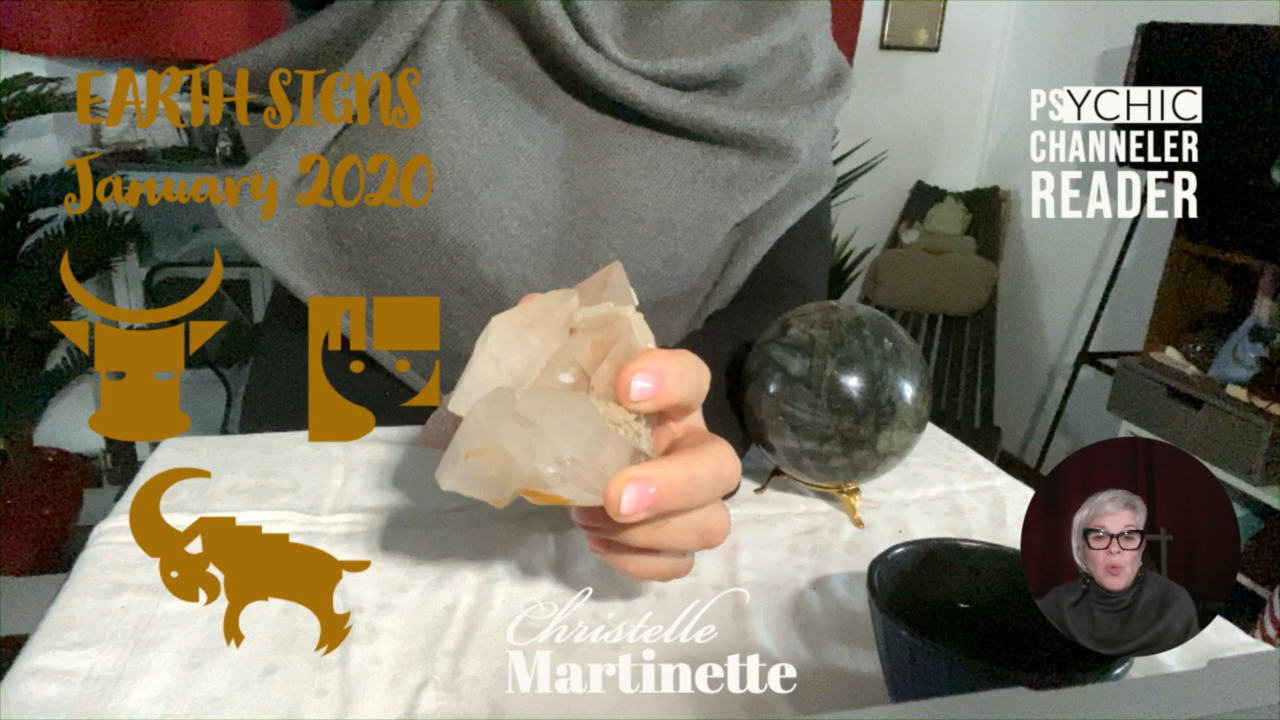 EARTH SIGNS
January 2020
PSYCHIC
CHANNELER
READER
Christelle
Martinette